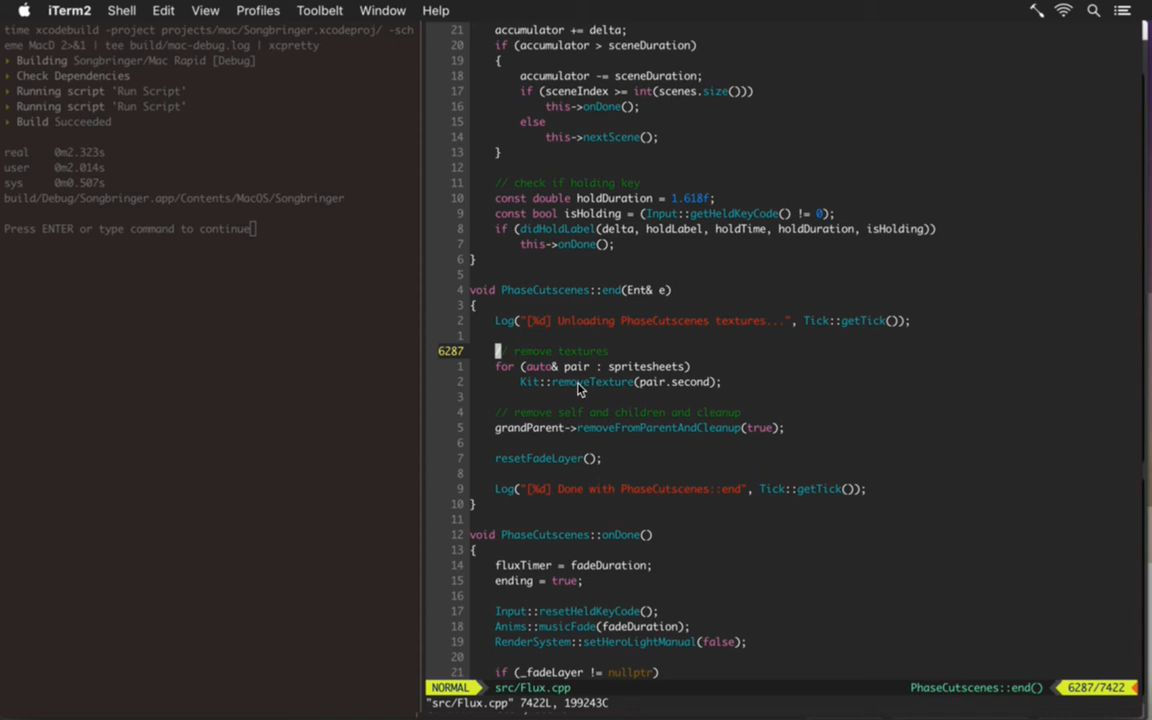 iTerm2 Shell Edit View Profiles Toolbelt Window Help
time xcodebuild -project projects/mac/Songbringer.xcodeproj/ -sch
eme MacD 2>&1 | tee build/mac-debug.log | xcpretty
› Building Songbringer/Mac Rapid [Debug]
› Check Dependencies
› Running script 'Run Script'
› Running script 'Run Script'
› Build Succeeded
real 0m2.323s
user 0m2.014s
sys 0m0.507s
build/Debug/Songbringer.app/Contents/MacOS/Songbringer
Press ENTER or type command to continue
21 accumulator += delta;
20 if (accumulator > sceneDuration)
19 {
18 accumulator -= sceneDuration;
17 if (sceneIndex >= int(scenes.size()))
16 this->onDone();
15 else
14 this->nextScene();
13 }
12
11 // check if holding key
10 const double holdDuration = 1.618f;
9 const bool isHolding = (Input::getHeldKeyCode() != 0);
8 if (didHoldLabel(delta, holdLabel, holdTime, holdDuration, isHolding))
7 this->onDone();
6 }
5
4 void PhaseCutscenes::end(Ent& e)
3 {
2 Log("[%d] Unloading PhaseCutscenes textures...", Tick::getTick());
1
6287 // remove textures
1 for (auto& pair : spritesheets)
2 Kit::removeTexture(pair.second);
3
4 // remove self and children and cleanup
5 grandParent->removeFromParentAndCleanup(true);
6
7 resetFadeLayer();
8
9 Log("[%d] Done with PhaseCutscenes::end", Tick::getTick());
10 }
11
12 void PhaseCutscenes::onDone()
13 {
14 fluxTimer = fadeDuration;
15 ending = true;
16
17 Input::resetHeldKeyCode();
18 Anims::musicFade(fadeDuration);
19 RenderSystem::setHeroLightManual(false);
20
21 if (_fadeLayer != nullptr)
NORMAL src/Flux.cpp PhaseCutscenes::end() 6287/7422
"src/Flux.cpp" 7422L, 199243C